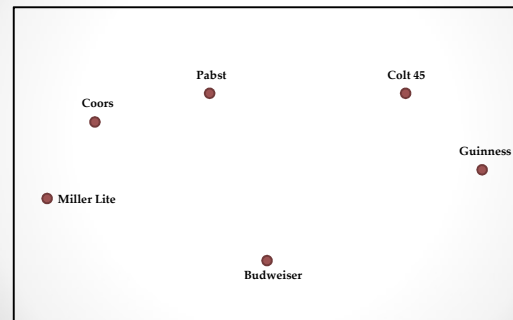 Pabst
Colt 45
Coors
Guinness
Miller Lite
Budweiser